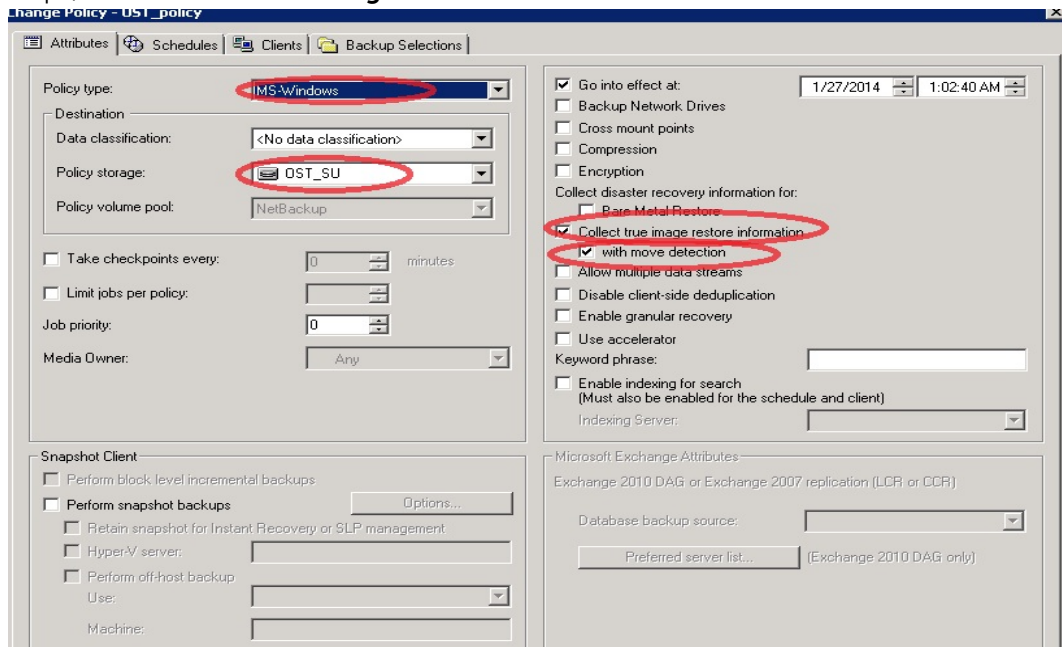 Change Policy - OST_policy
Attributes Schedules Clients Backup Selections
Policy type: MS-Windows
Destination
Data classification: <No data classification>
Policy storage: OST_SU
Policy volume pool: NetBackup
Take checkpoints every: 0 minutes
Limit jobs per policy:
Job priority: 0
Media Owner: Any
Go into effect at: 1/27/2014 1:02:40 AM
Backup Network Drives
Cross mount points
Compression
Encryption
Collect disaster recovery information for:
Bare Metal Restore
Collect true image restore information
with move detection
Allow multiple data streams
Disable client-side deduplication
Enable granular recovery
Use accelerator
Keyword phrase:
Enable indexing for search
(Must also be enabled for the schedule and client)
Indexing Server:
Snapshot Client
Perform block level incremental backups
Perform snapshot backups Options...
Retain snapshot for Instant Recovery or SLP management
Hyper-V server:
Perform off-host backup
Use:
Machine:
Microsoft Exchange Attributes
Exchange 2010 DAG or Exchange 2007 replication (LCR or CCR)
Database backup source:
Preferred server list... (Exchange 2010 DAG only)